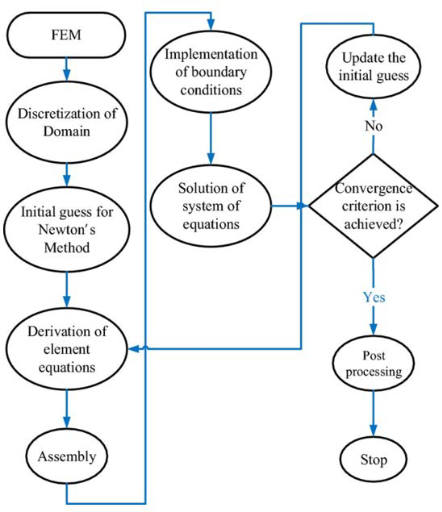 FEM
Discretization of
Domain
Initial guess for
Newton's
Method
Derivation of
element
equations
Assembly
Implementation
of boundary
conditions
Solution of
system of
equations
Update the
initial guess
No
Convergence
criterion is
achieved?
Yes
Post
processing
Stop